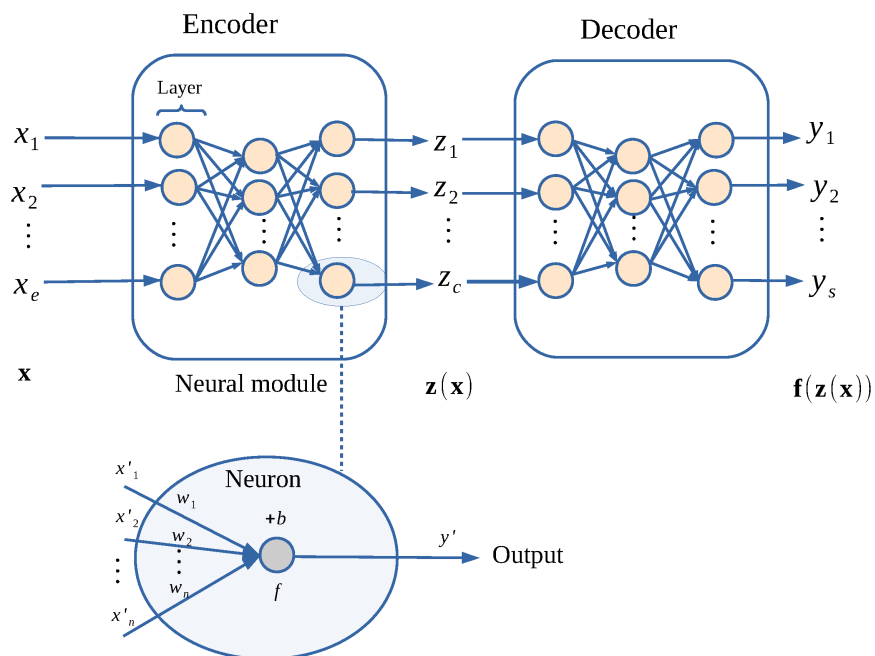 Encoder
Decoder
Layer
x1 z1 y1
x2 z2 y2
⋮ ⋮ ⋮ ⋮ ⋮ ⋮ ⋮ ⋮ ⋮
xe zc ys
x
Neural module
z(x)
f(z(x))
Neuron
x'1
w1
x'2
+b
w2
y'
Output
⋮ ⋮
wn
f
x'n